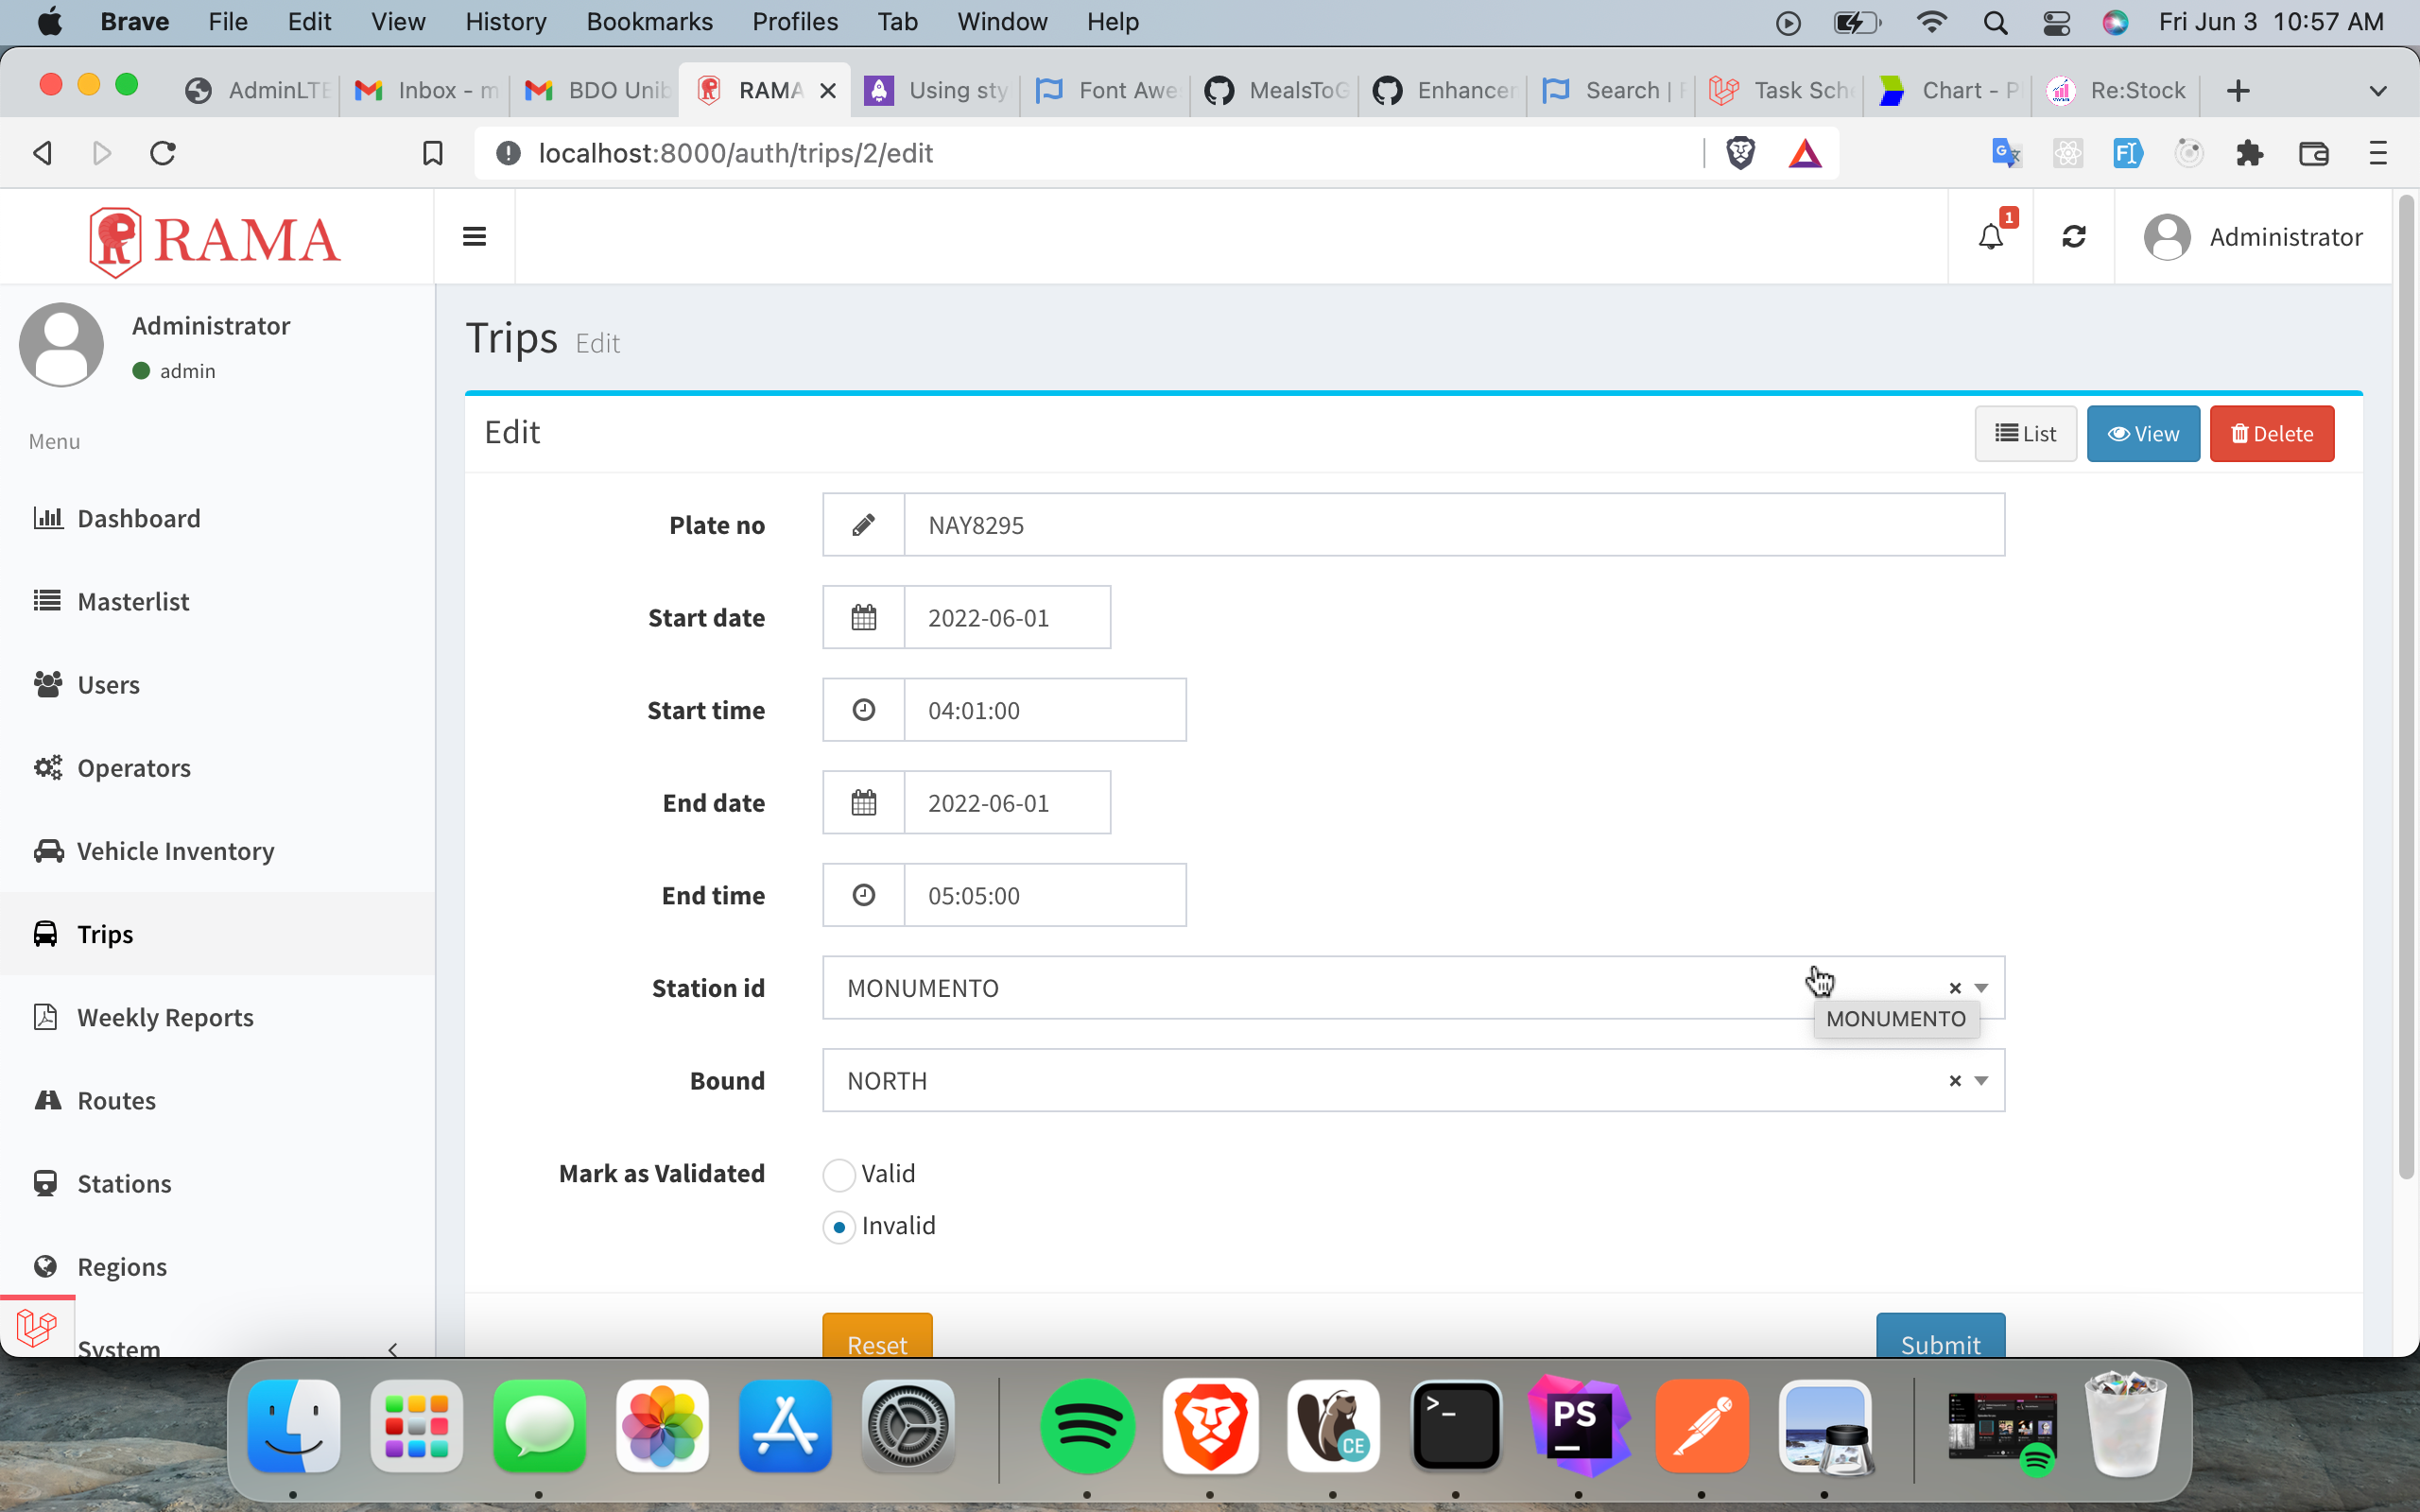 Brave File Edit View History Bookmarks Profiles Tab Window Help Fri Jun 3 10:57 AM
AdminLTE Inbox - m BDO Unib RAMA Using sty Font Awe MealsToG Enhancer Search | Task Sche Chart - P Re:Stock
localhost:8000/auth/trips/2/edit
RAMA
1
Administrator
Administrator
admin
Menu
Dashboard
Masterlist
Users
Operators
Vehicle Inventory
Trips
Weekly Reports
Routes
Stations
Regions
System
Trips Edit
Edit
List View Delete
Plate no NAY8295
Start date 2022-06-01
Start time 04:01:00
End date 2022-06-01
End time 05:05:00
Station id MONUMENTO
MONUMENTO
Bound NORTH
Mark as Validated Valid
Invalid
Reset Submit
CE
PS